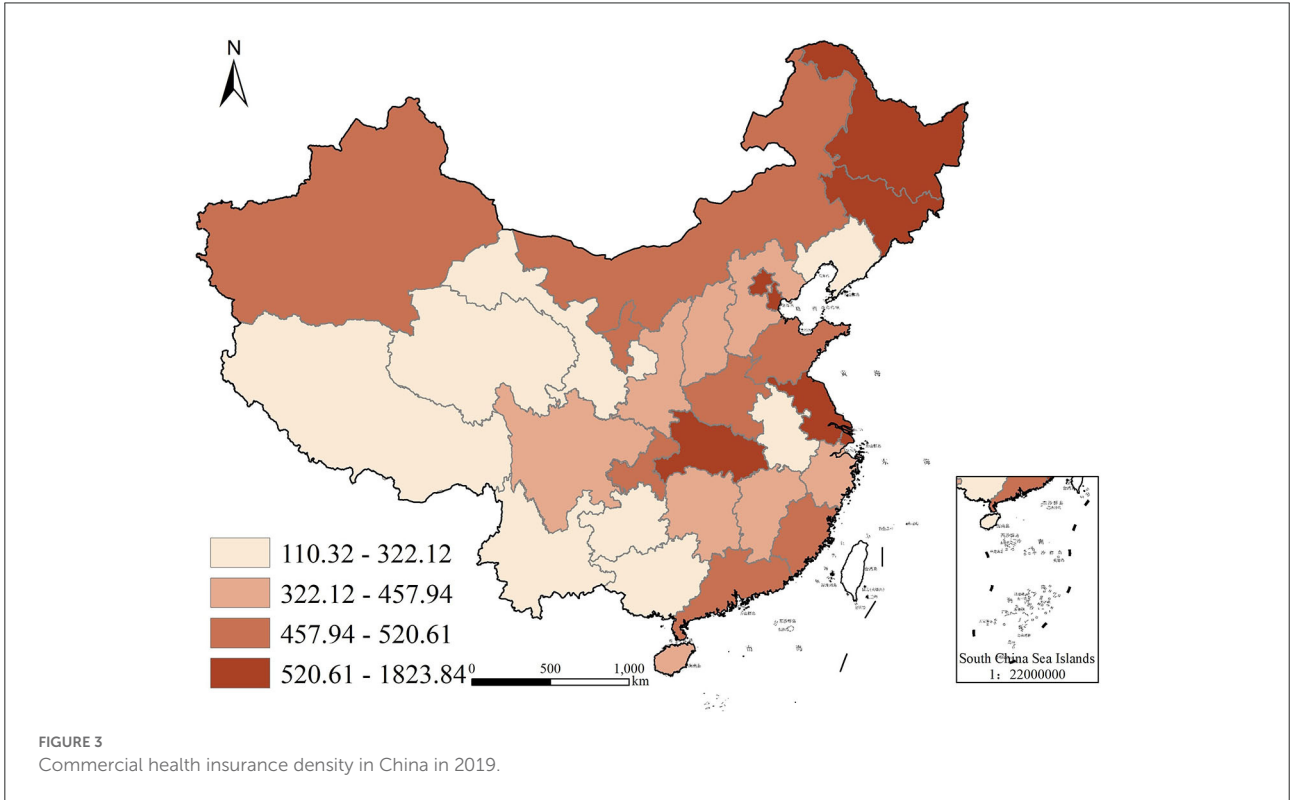 N
110.32 - 322.12
322.12 - 457.94
457.94 - 520.61
520.61 - 1823.84
0 500 1,000
km
South China Sea Islands
1: 22000000
FIGURE 3
Commercial health insurance density in China in 2019.